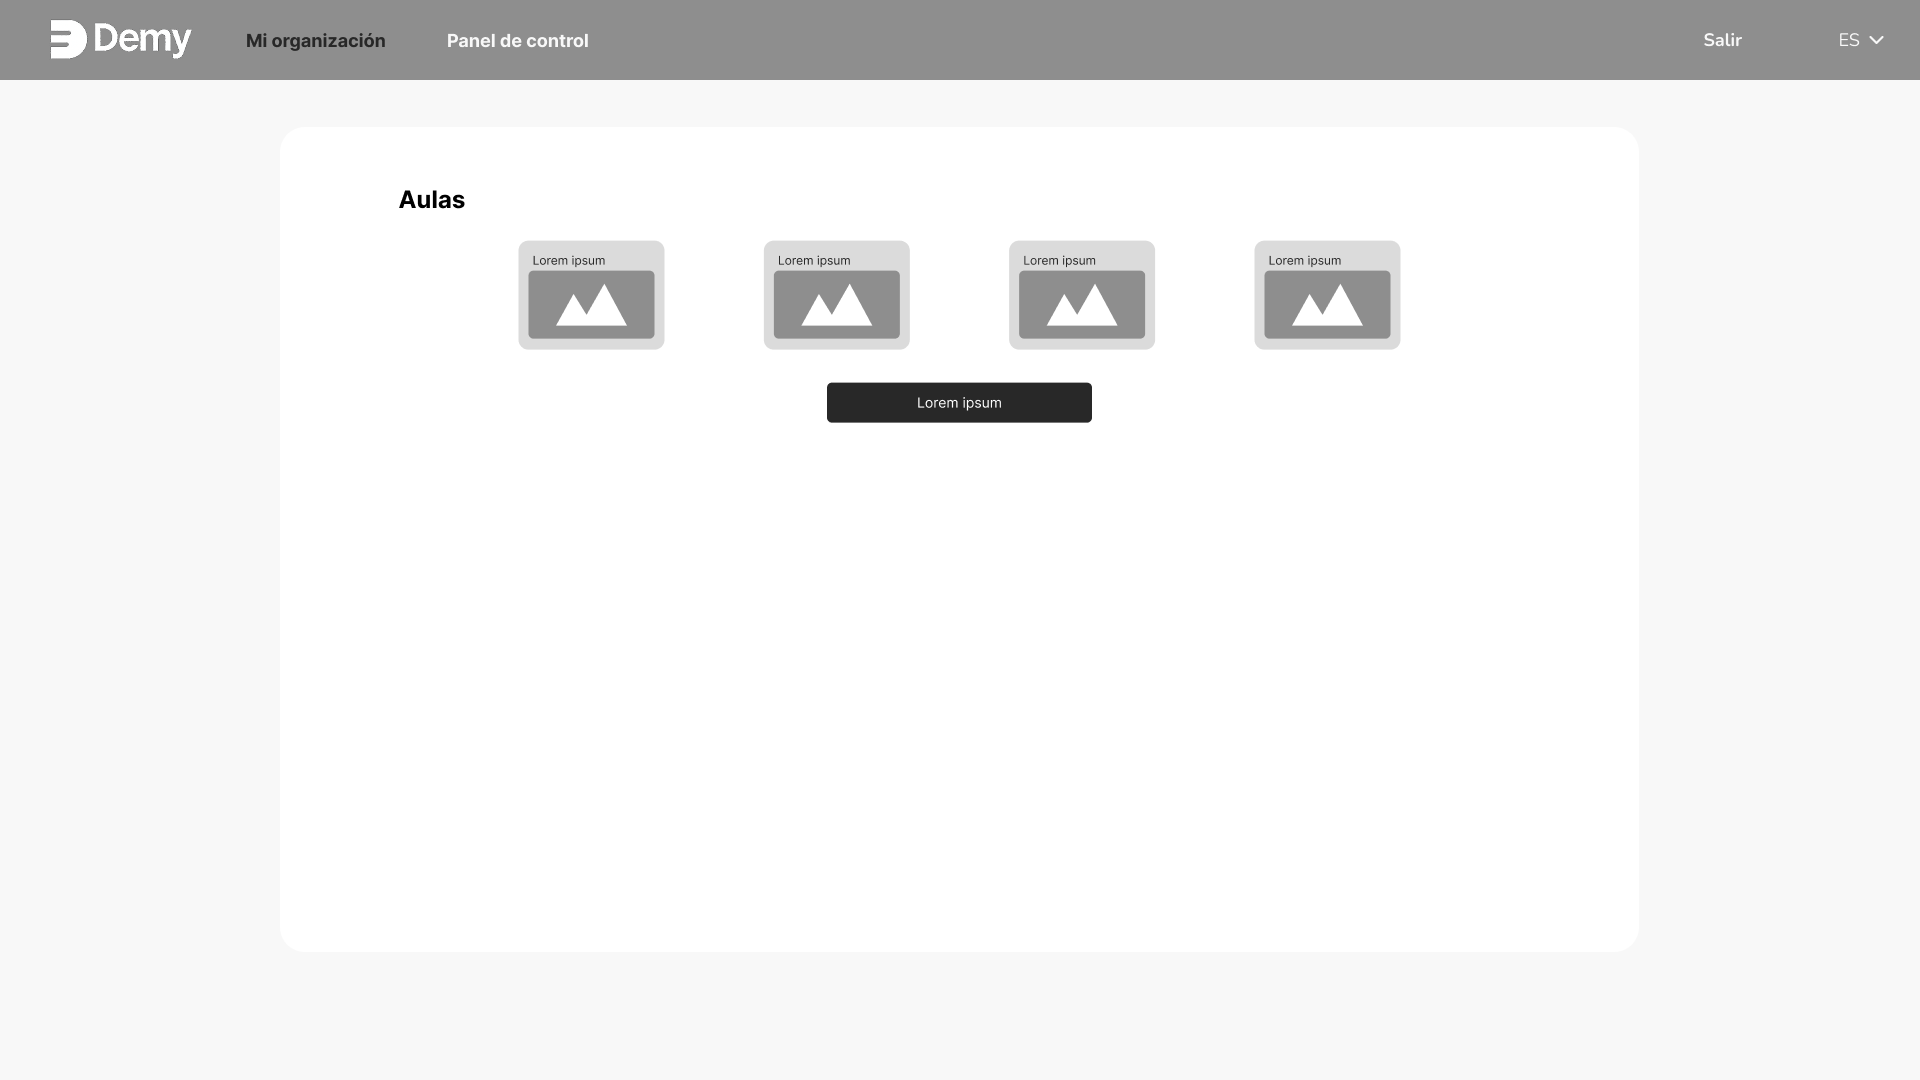 Demy
Mi organización
Panel de control
Salir
ES
Aulas
Lorem ipsum
Lorem ipsum
Lorem ipsum
Lorem ipsum
Lorem ipsum